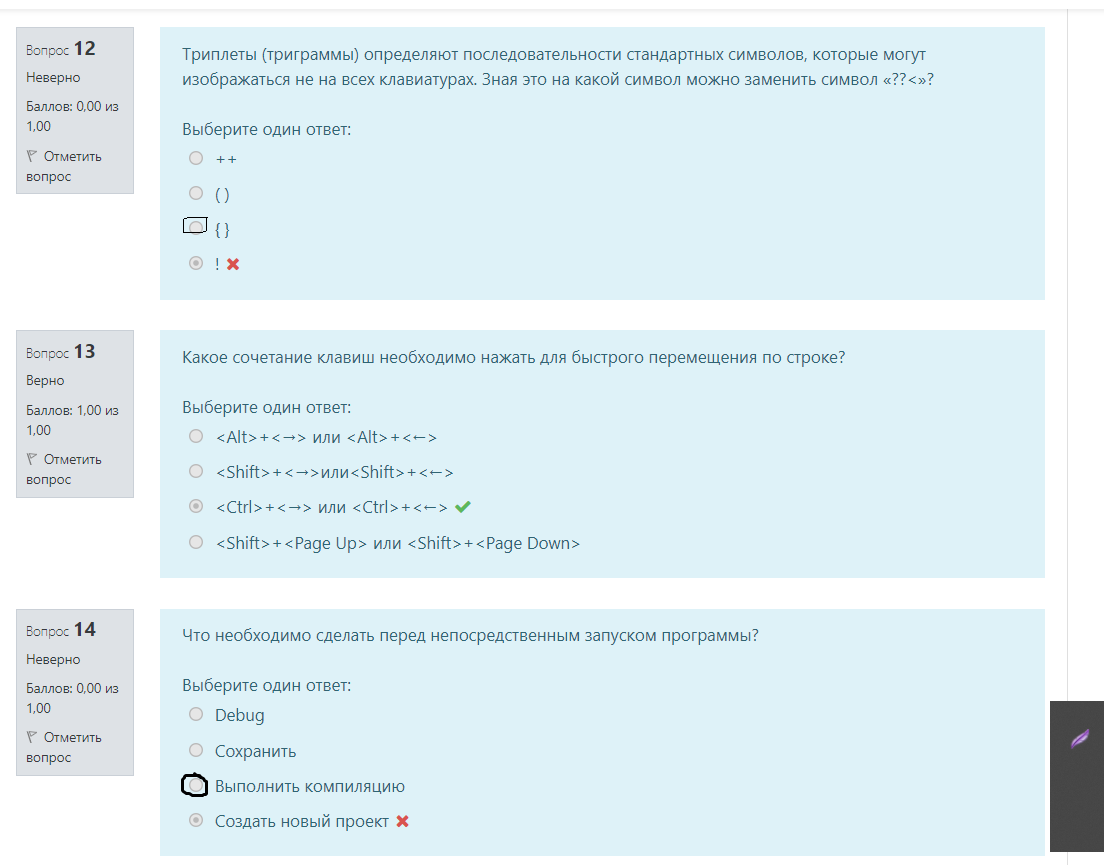 Вопрос 12
Неверно
Баллов: 0,00 из
1,00
Отметить
вопрос
Триплеты (триграммы) определяют последовательности стандартных символов, которые могут
изображаться не на всех клавиатурах. Зная это на какой символ можно заменить символ «??<»?
Выберите один ответ:
++
( )
{ }
!
Вопрос 13
Верно
Баллов: 1,00 из
1,00
Отметить
вопрос
Какое сочетание клавиш необходимо нажать для быстрого перемещения по строке?
Выберите один ответ:
<Alt>+<→> или <Alt>+<←>
<Shift>+<→>или<Shift>+<←>
<Ctrl>+<→> или <Ctrl>+<←>
<Shift>+<Page Up> или <Shift>+<Page Down>
Вопрос 14
Неверно
Баллов: 0,00 из
1,00
Отметить
вопрос
Что необходимо сделать перед непосредственным запуском программы?
Выберите один ответ:
Debug
Сохранить
Выполнить компиляцию
Создать новый проект